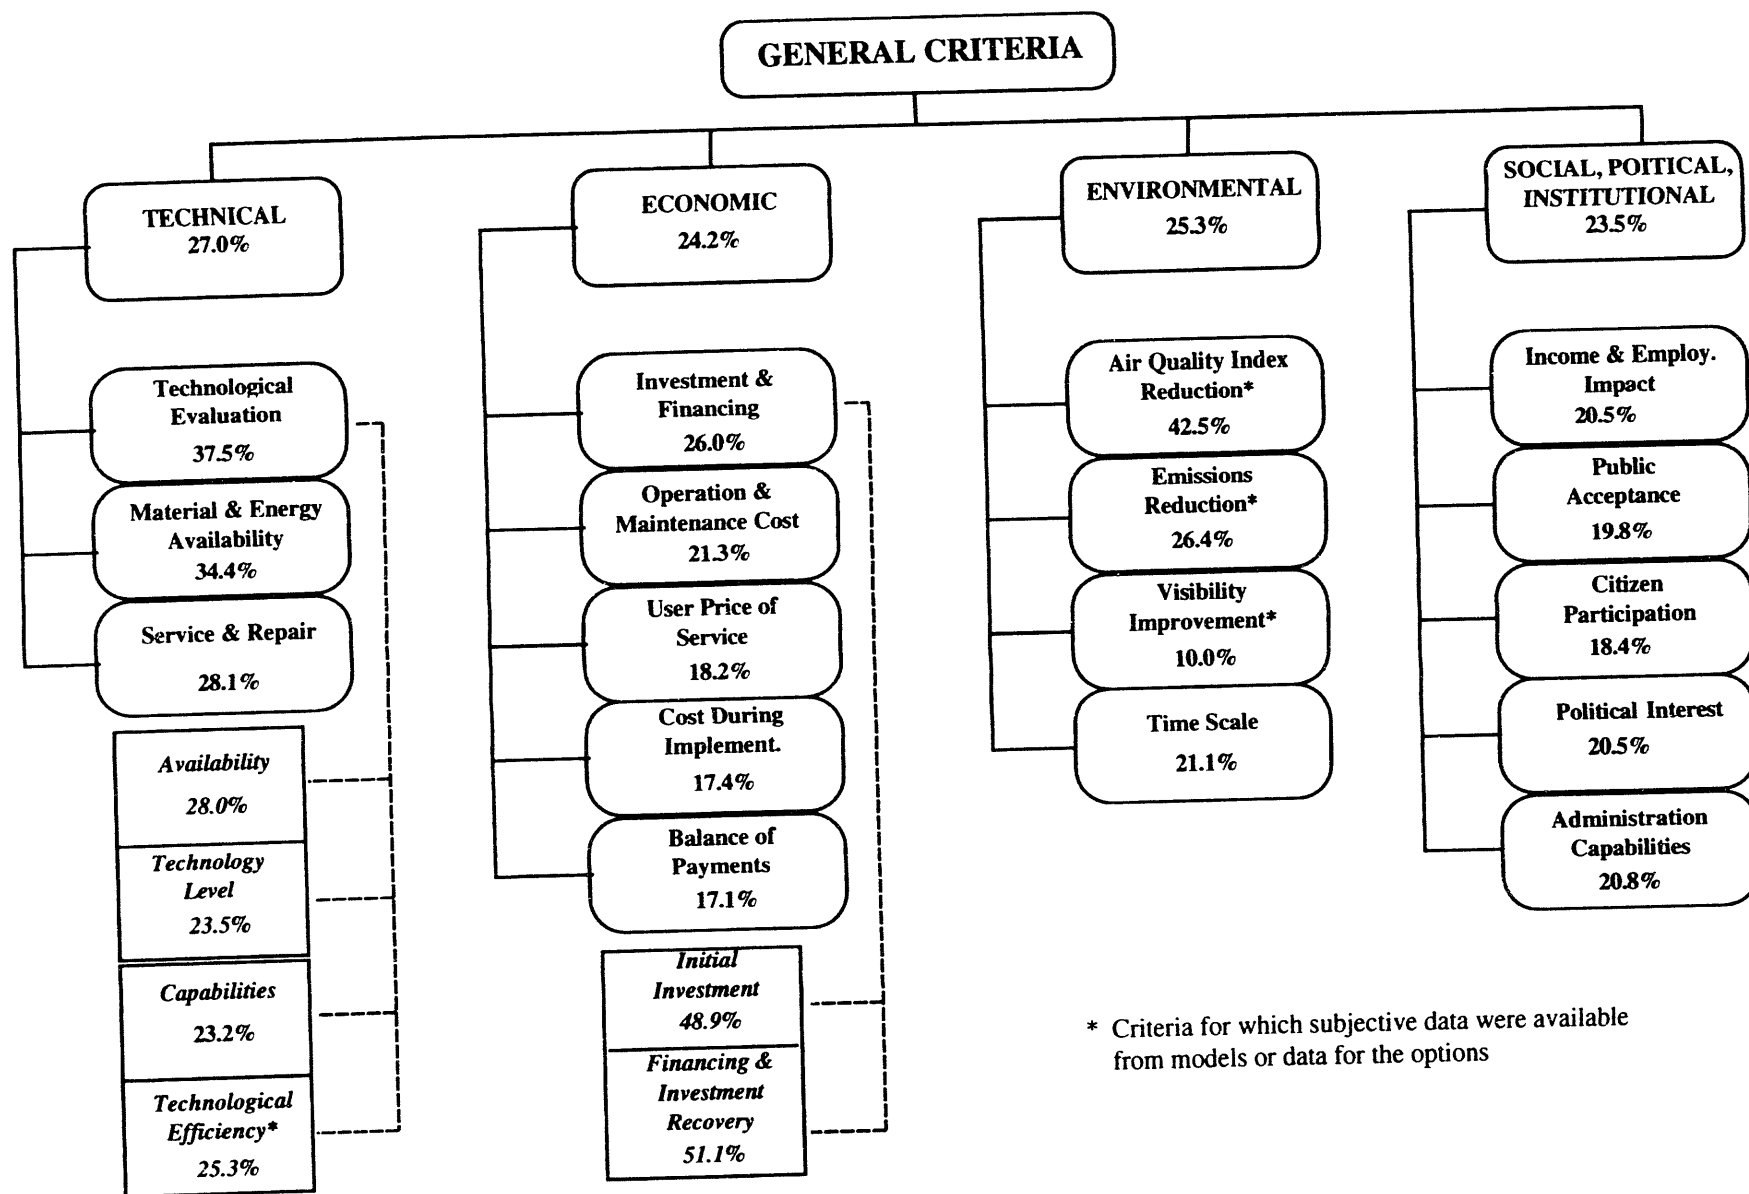 GENERAL CRITERIA
TECHNICAL
27.0%
ECONOMIC
24.2%
ENVIRONMENTAL
25.3%
SOCIAL, POITICAL,
INSTITUTIONAL
23.5%
Technological
Evaluation
37.5%
Material & Energy
Availability
34.4%
Service & Repair
28.1%
Availability
28.0%
Technology
Level
23.5%
Capabilities
23.2%
Technological
Efficiency*
25.3%
Investment &
Financing
26.0%
Operation &
Maintenance Cost
21.3%
User Price of
Service
18.2%
Cost During
Implement.
17.4%
Balance of
Payments
17.1%
Initial
Investment
48.9%
Financing &
Investment
Recovery
51.1%
Air Quality Index
Reduction*
42.5%
Emissions
Reduction*
26.4%
Visibility
Improvement*
10.0%
Time Scale
21.1%
Income & Employ.
Impact
20.5%
Public
Acceptance
19.8%
Citizen
Participation
18.4%
Political Interest
20.5%
Administration
Capabilities
20.8%
* Criteria for which subjective data were available
from models or data for the options